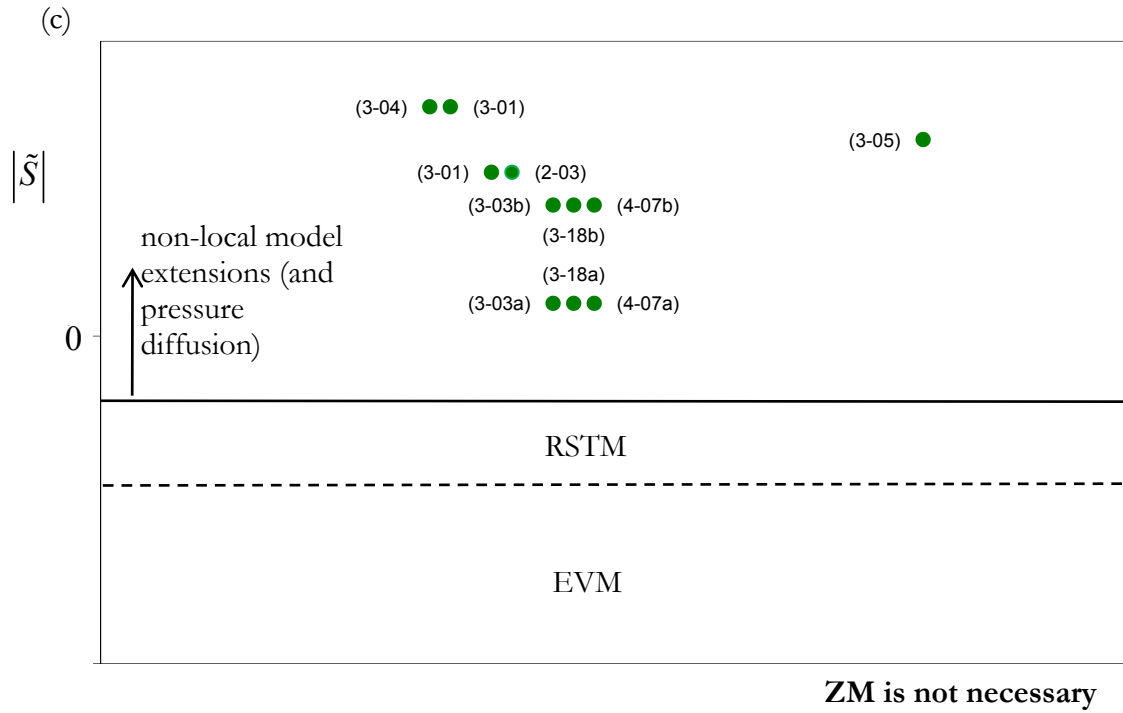 (c)
(3-04) (3-01)
(3-05)
|S̃|
(3-01) (2-03)
(3-03b) (4-07b)
(3-18b)
non-local model
extensions (and
pressure
diffusion)
(3-18a)
(3-03a) (4-07a)
0
RSTM
EVM
ZM is not necessary